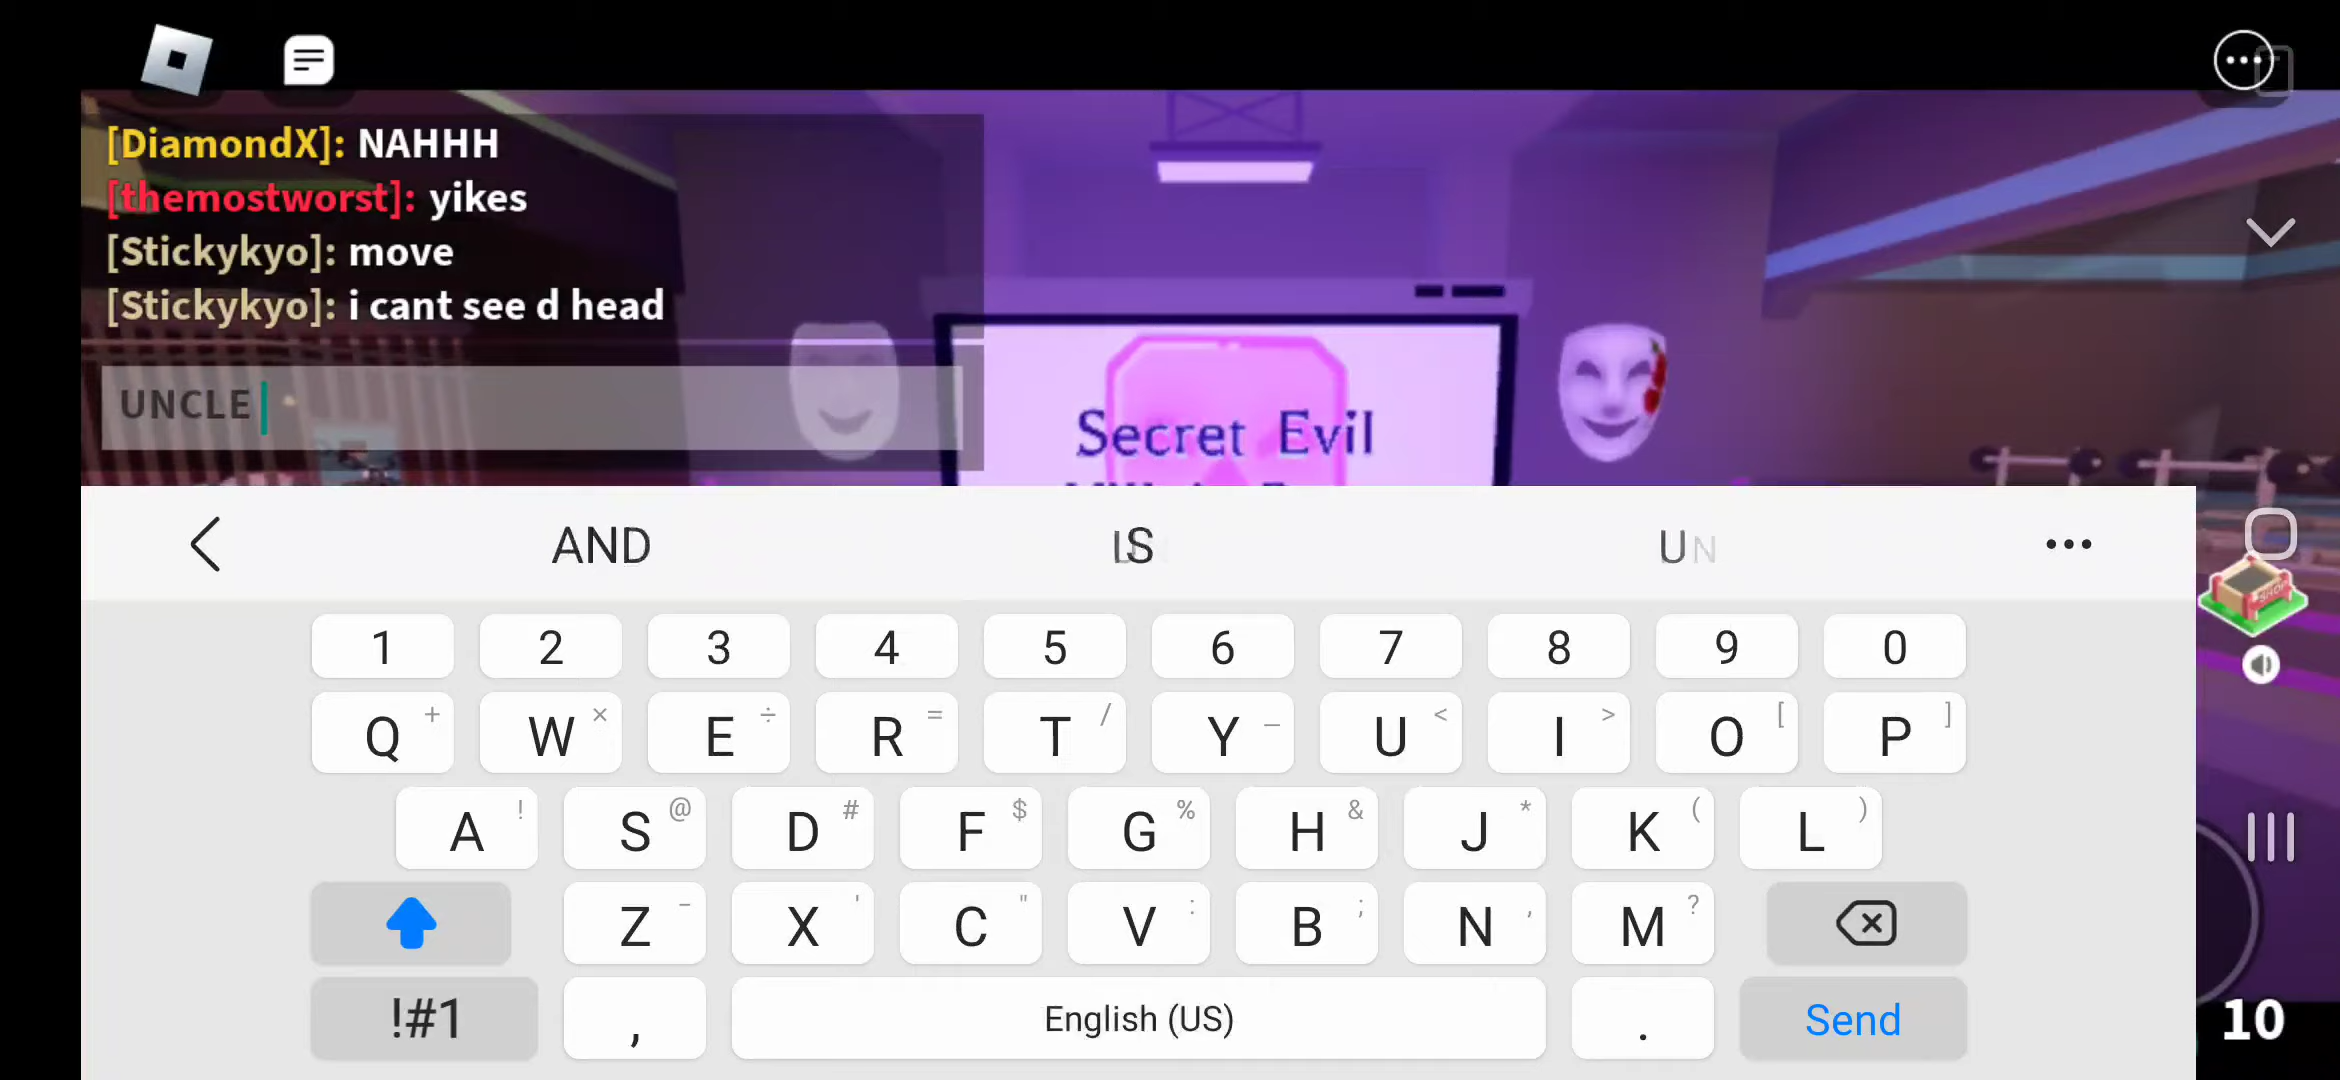 [DiamondX]: NAHHH
[themostworst]: yikes
[Stickykyo]: move
[Stickykyo]: i cant see d head
UNCLE
Secret Evil
AND IS U
1 2 3 4 5 6 7 8 9 0
Q + W × E ÷ R = T / Y _ U < I > O [ P ]
A ! S @ D # F $ G % H & J * K ( L )
Z - X ' C " V : B ; N , M ?
!#1 , English (US) . Send
SHOP
10